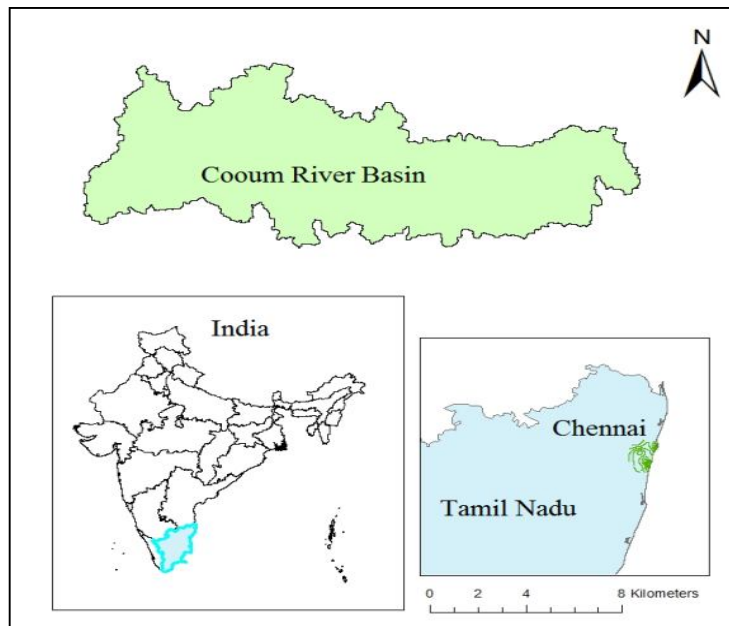 N
Cooum River Basin
India
Chennai
Tamil Nadu
0 2 4 8 Kilometers